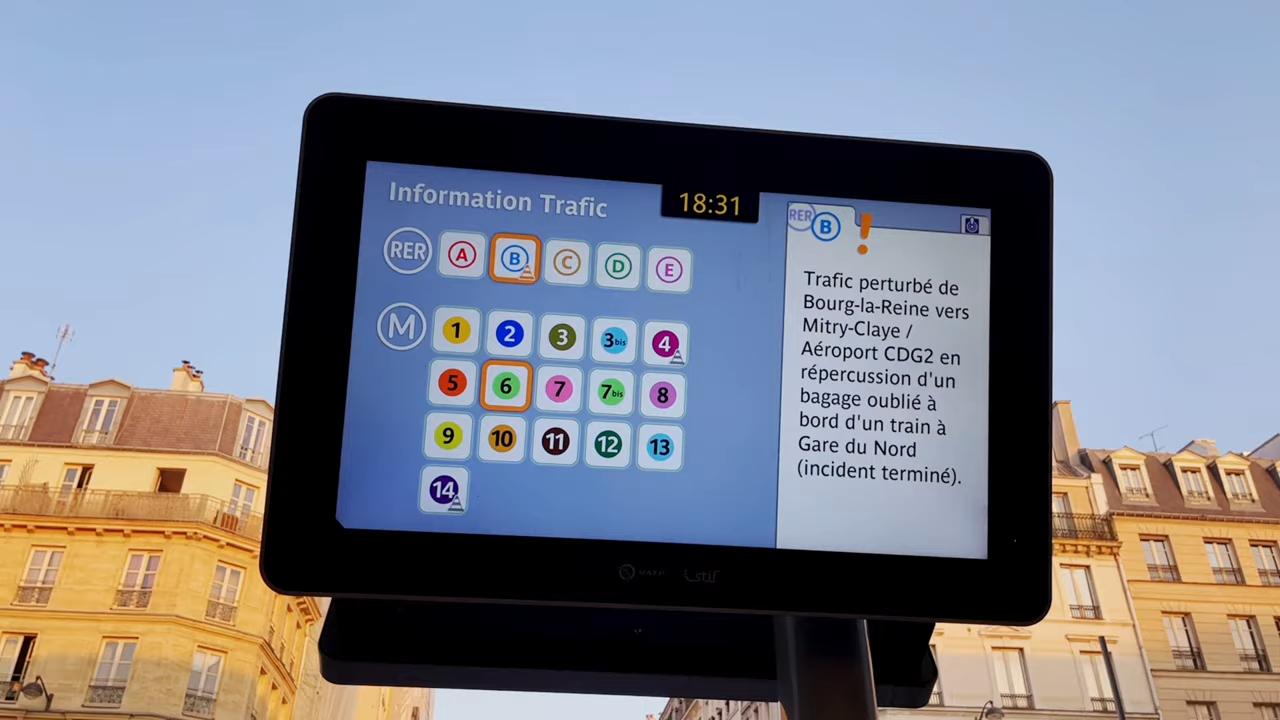 Information Trafic
18:31
RER A B C D E
M 1 2 3 3bis 4
5 6 7 7bis 8
9 10 11 12 13
14
RER B !
Trafic perturbé de
Bourg-la-Reine vers
Mitry-Claye /
Aéroport CDG2 en
répercussion d'un
bagage oublié à
bord d'un train à
Gare du Nord
(incident terminé).
RATP stif